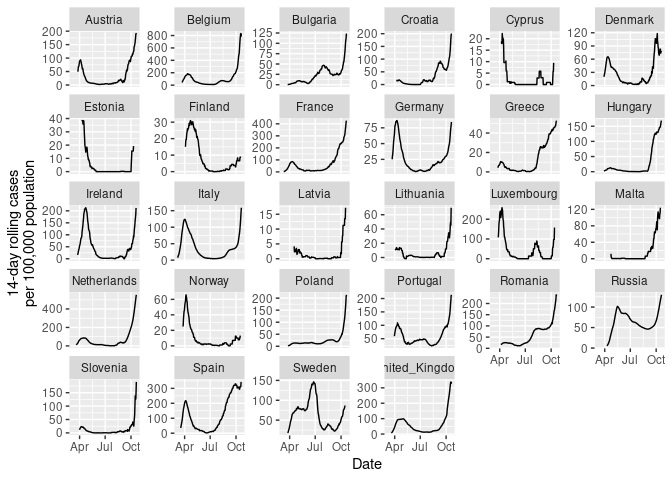 14-day rolling cases
per 100,000 population
Austria Belgium Bulgaria Croatia Cyprus Denmark
200 150 100 50 0
800 600 400 200 0
125 100 75 50 25 0
150 100 50 0
20 15 10 5 0
120 90 60 30 0
Estonia Finland France Germany Greece Hungary
40 30 20 10 0
30 20 10 0
400 300 200 100 0
75 50 25
40 20 0
150 100 50 0
Ireland Italy Latvia Lithuania Luxembourg Malta
200 150 100 50 0
150 100 50 0
15 10 5 0
60 40 20 0
250 200 150 100 50 0
120 80 40 0
Netherlands Norway Poland Portugal Romania Russia
400 200 0
60 40 20 0
200 150 100 50 0
200 150 100 50
200 150 100 50 0
120 80 40 0
Apr Jul Oct Apr Jul Oct
Slovenia Spain Sweden nited_Kingdo
150 100 50 0
300 200 100 0
150 100 50
300 200 100 0
Apr Jul Oct Apr Jul Oct Apr Jul Oct Apr Jul Oct
Date